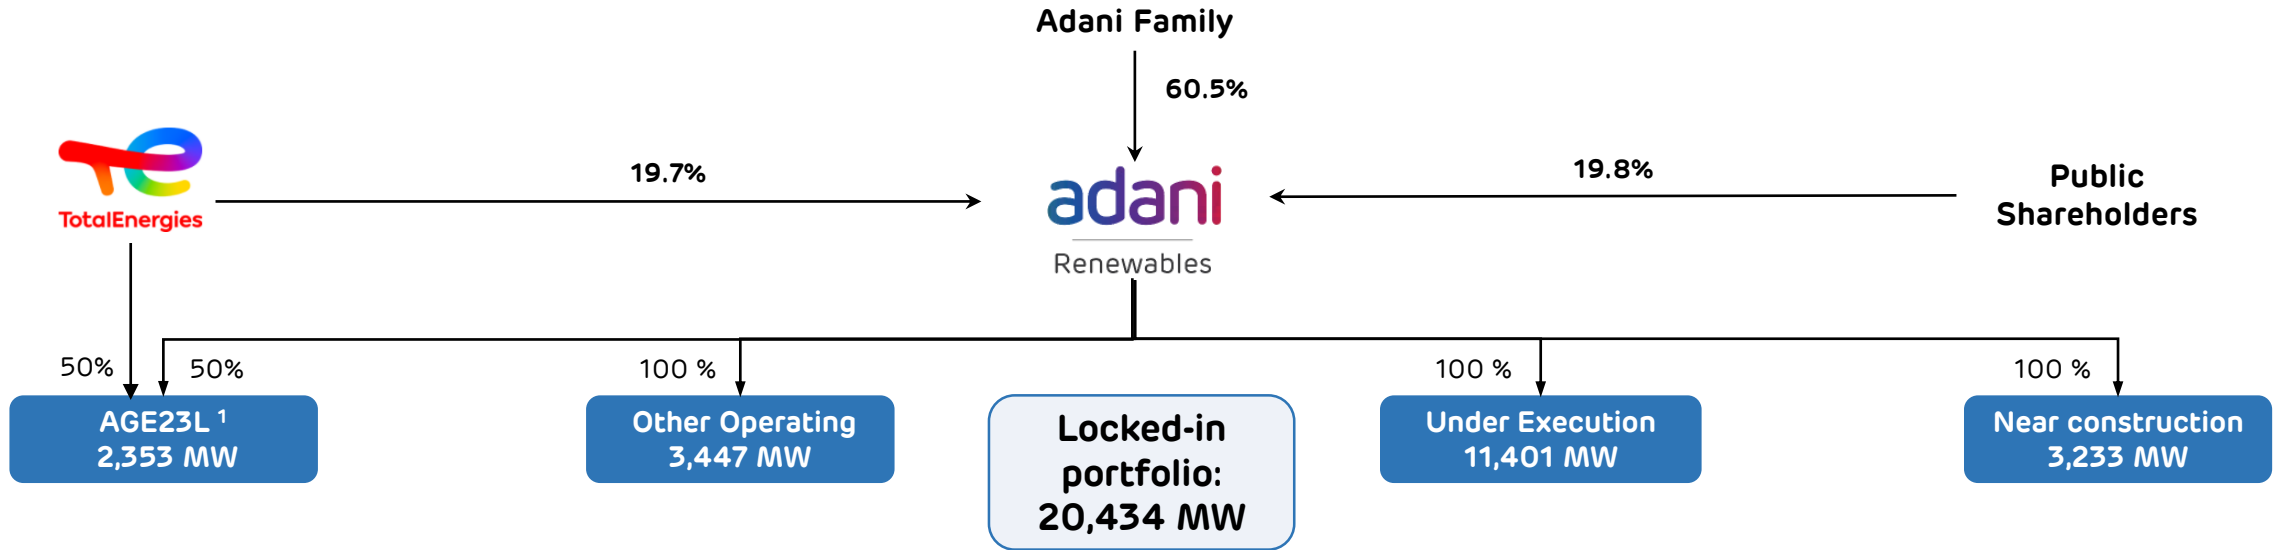 Adani Family
60.5%
TotalEnergies
19.7%
adani
Renewables
19.8%
Public
Shareholders
50%
50%
100 %
100 %
100 %
AGE23L ¹
2,353 MW
Other Operating
3,447 MW
Locked-in
portfolio:
20,434 MW
Under Execution
11,401 MW
Near construction
3,233 MW